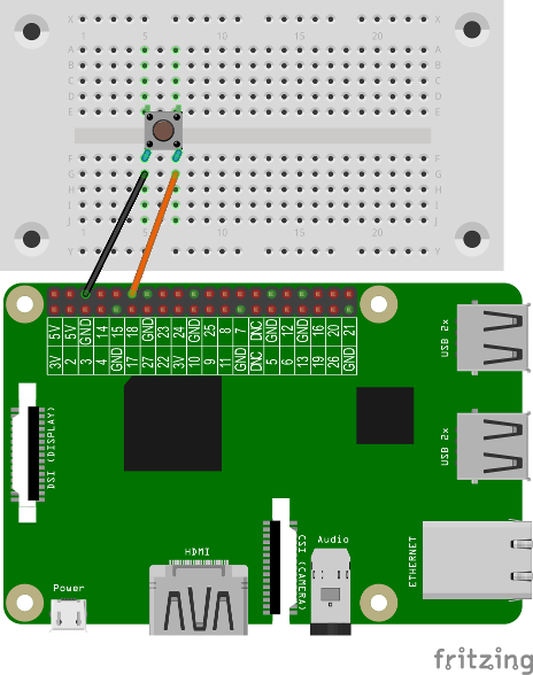 X X
1 5 10 15 20
A A
B B
C C
D D
E E
F F
G G
H H
I I
J J
1 5 10 15 20
Y Y
5V 5V GND 14 15 18 GND 23 24 GND 25 8 7 DNC GND 12 GND 16 20 21
3V 2 3 4 GND 17 27 22 3V 10 9 11 GND DNC 5 6 13 19 26 GND
USB 2x
DSI (DISPLAY)
USB 2x
CSI (CAMERA)
Audio
ETHERNET
HDMI
Power
fritzing